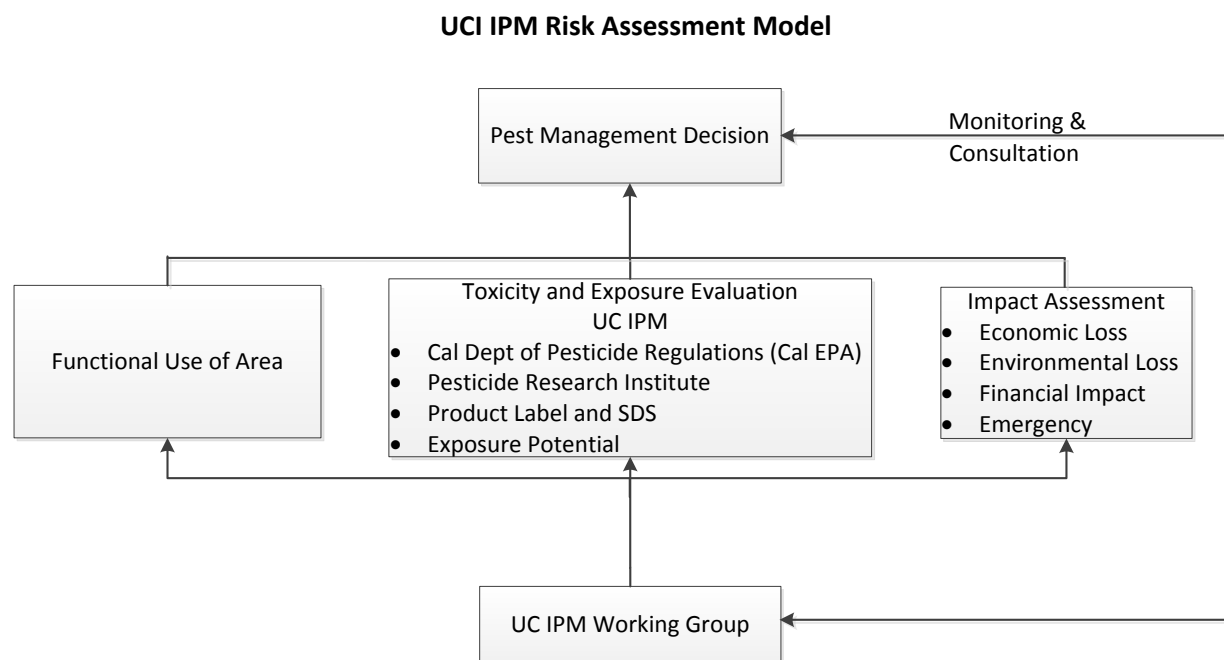 UCI IPM Risk Assessment Model
Pest Management Decision
Monitoring &
Consultation
Functional Use of Area
Toxicity and Exposure Evaluation
UC IPM
• Cal Dept of Pesticide Regulations (Cal EPA)
• Pesticide Research Institute
• Product Label and SDS
• Exposure Potential
Impact Assessment
• Economic Loss
• Environmental Loss
• Financial Impact
• Emergency
UC IPM Working Group